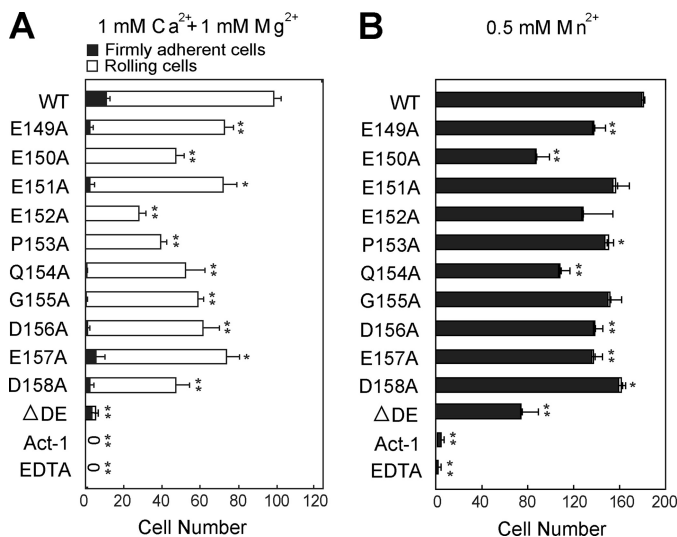 A
1 mM Ca²⁺ + 1 mM Mg²⁺
■ Firmly adherent cells
□ Rolling cells
WT
E149A **
E150A **
E151A *
E152A **
P153A **
Q154A **
G155A **
D156A **
E157A *
D158A **
△DE **
Act-1 0 **
EDTA 0 **
0 20 40 60 80 100 120
Cell Number
B
0.5 mM Mn²⁺
WT
E149A **
E150A **
E151A
E152A
P153A *
Q154A **
G155A
D156A **
E157A **
D158A *
△DE **
Act-1 **
EDTA **
0 40 80 120 160 200
Cell Number